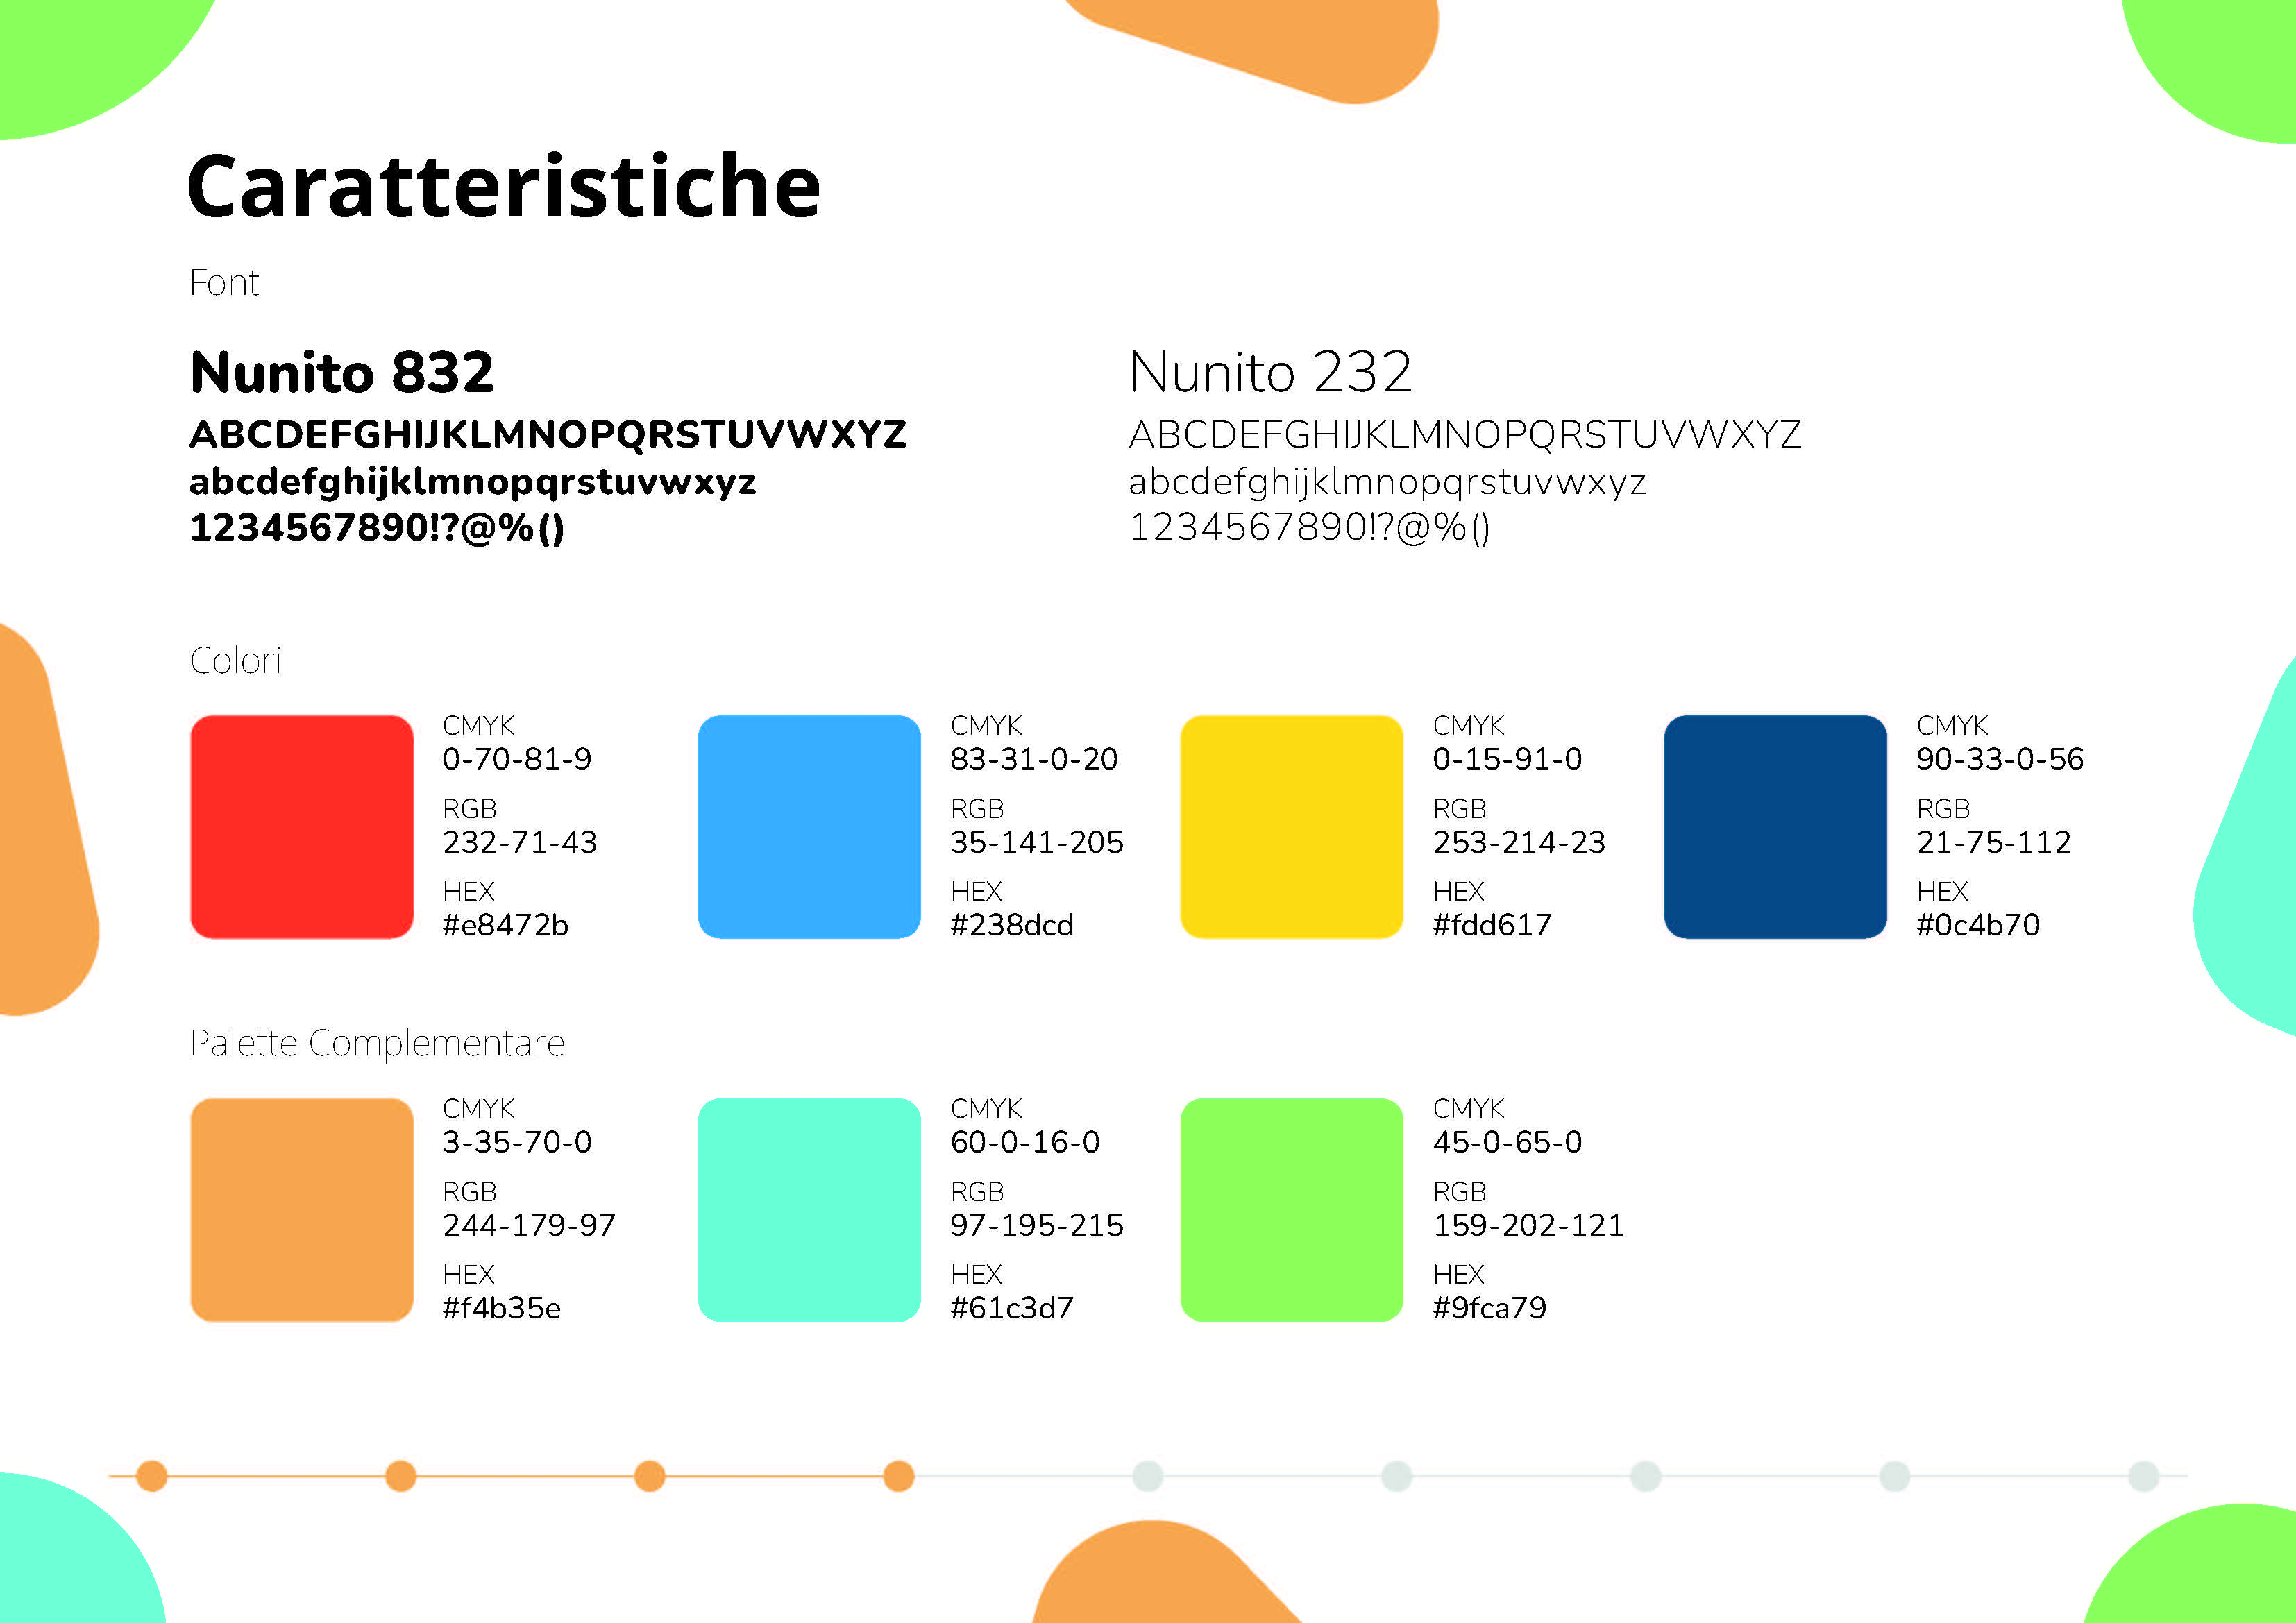 Caratteristiche
Font
Nunito 832
ABCDEFGHIJKLMNOPQRSTUVWXYZ
abcdefghijklmnopqrstuvwxyz
1234567890!?@%()
Nunito 232
ABCDEFGHIJKLMNOPQRSTUVWXYZ
abcdefghijklmnopqrstuvwxyz
1234567890!?@%()
Colori
CMYK
0-70-81-9
RGB
232-71-43
HEX
#e8472b
CMYK
83-31-0-20
RGB
35-141-205
HEX
#238dcd
CMYK
0-15-91-0
RGB
253-214-23
HEX
#fdd617
CMYK
90-33-0-56
RGB
21-75-112
HEX
#0c4b70
Palette Complementare
CMYK
3-35-70-0
RGB
244-179-97
HEX
#f4b35e
CMYK
60-0-16-0
RGB
97-195-215
HEX
#61c3d7
CMYK
45-0-65-0
RGB
159-202-121
HEX
#9fca79